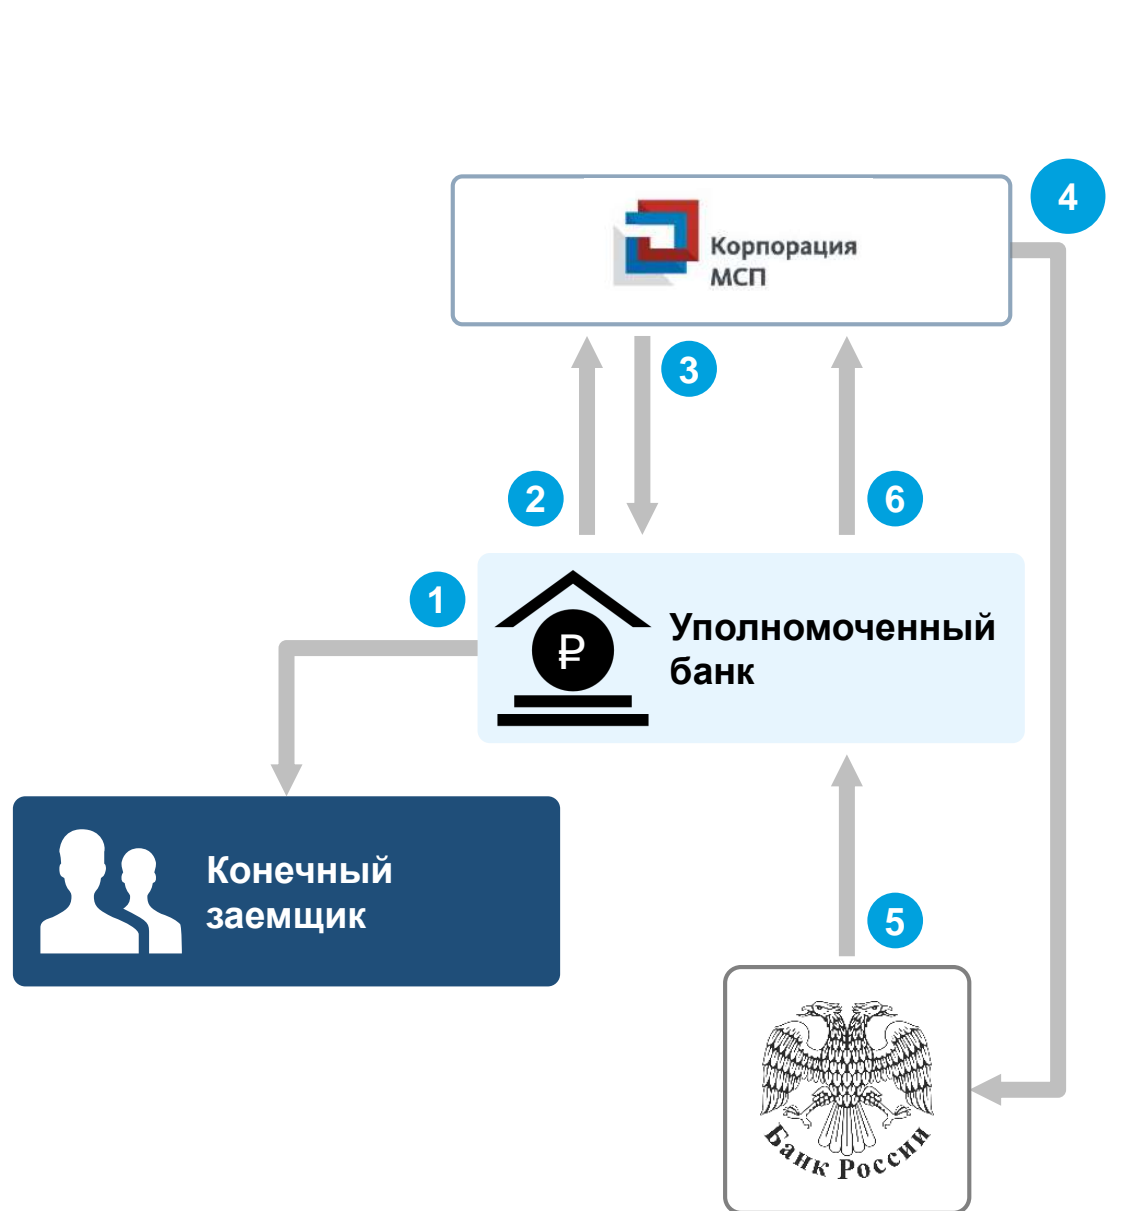 4
Корпорация
МСП
3
2
6
1
₽
Уполномоченный
банк
Конечный
заемщик
5
Банк России